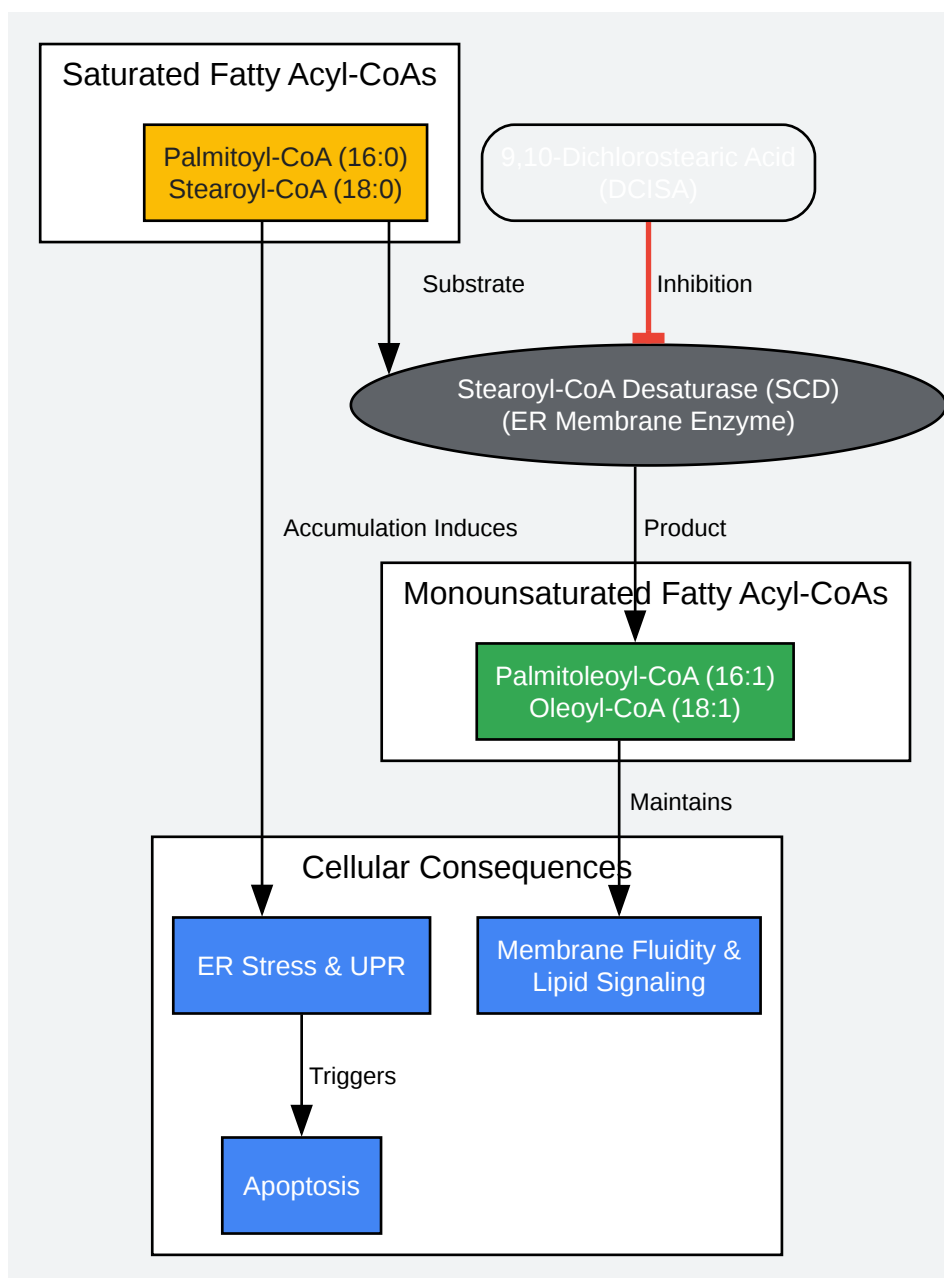 Saturated Fatty Acyl-CoAs
Palmitoyl-CoA (16:0)
Stearoyl-CoA (18:0)
9,10-Dichlorostearic Acid
(DCISA)
Substrate
Inhibition
Stearoyl-CoA Desaturase (SCD)
(ER Membrane Enzyme)
Accumulation Induces
Product
Monounsaturated Fatty Acyl-CoAs
Palmitoleoyl-CoA (16:1)
Oleoyl-CoA (18:1)
Maintains
Cellular Consequences
ER Stress & UPR
Membrane Fluidity &
Lipid Signaling
Triggers
Apoptosis